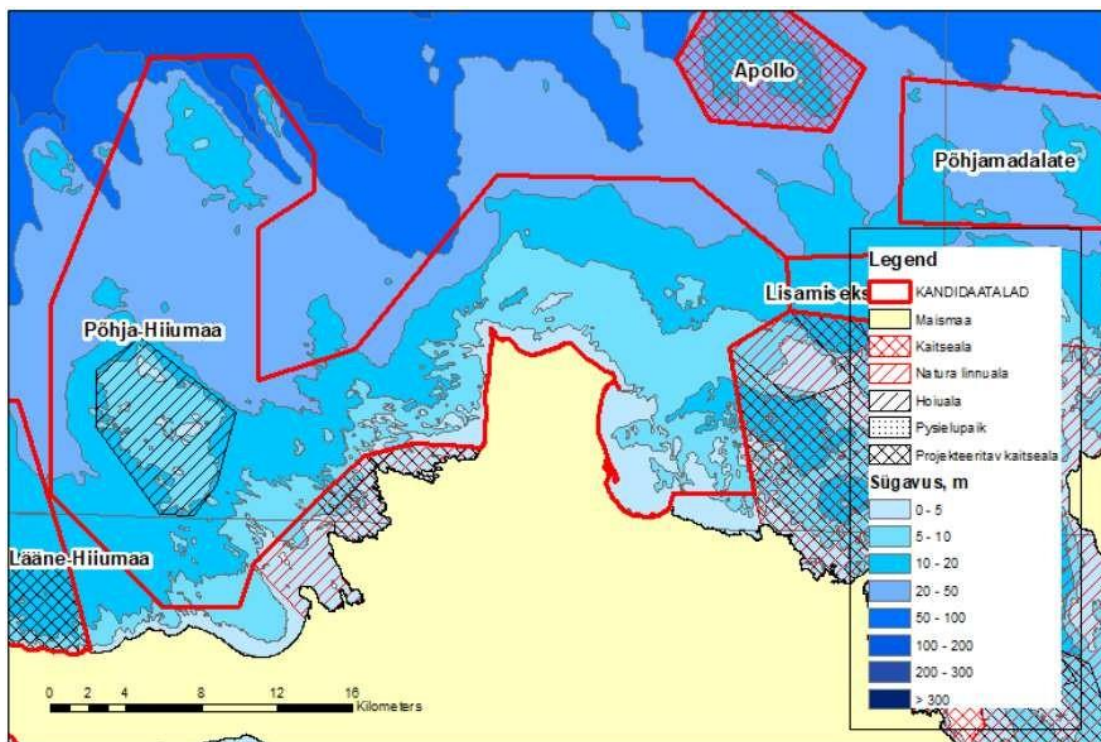 Apollo
Põhjamadalate
Põhja-Hiiumaa
Lisamiseks
Lääne-Hiiumaa
Legend
KANDIDAATALAD
Maismaa
Kaitseala
Natura linnuala
Hoiuala
Pysielupaik
Projekteeritav kaitseala
Sügavus, m
0 - 5
5 - 10
10 - 20
20 - 50
50 - 100
100 - 200
200 - 300
> 300
0 2 4 8 12 16
Kilometers